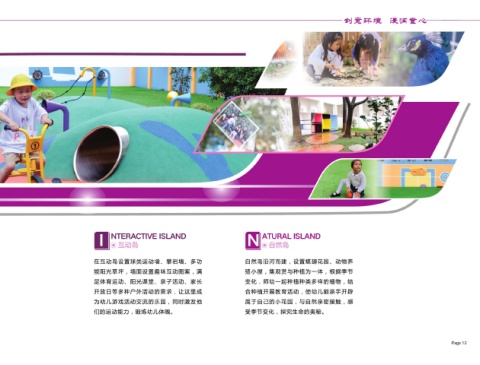 创意环境 浸润童心
INTERACTIVE ISLAND
互动岛
在互动岛设置球类运动墙、攀岩墙、多功
能阳光草坪，墙面设置趣味互动图案，满
足体育运动、阳光课堂、亲子活动、家长
开放日等多种户外活动的需求，让这里成
为幼儿游戏活动交流的乐园，同时激发他
们的运动能力，锻炼幼儿体魄。
NATURAL ISLAND
自然岛
自然岛沿河而建，设置蝶腰花园、动物养
殖小屋，集观赏与种植为一体，根据季节
变化，师幼一起种植种类多样的植物，结
合种植开展教育活动，使幼儿能亲手开辟
属于自己的小花园，与自然亲密接触，感
受季节变化，探究生命的奥秘。
Page 13